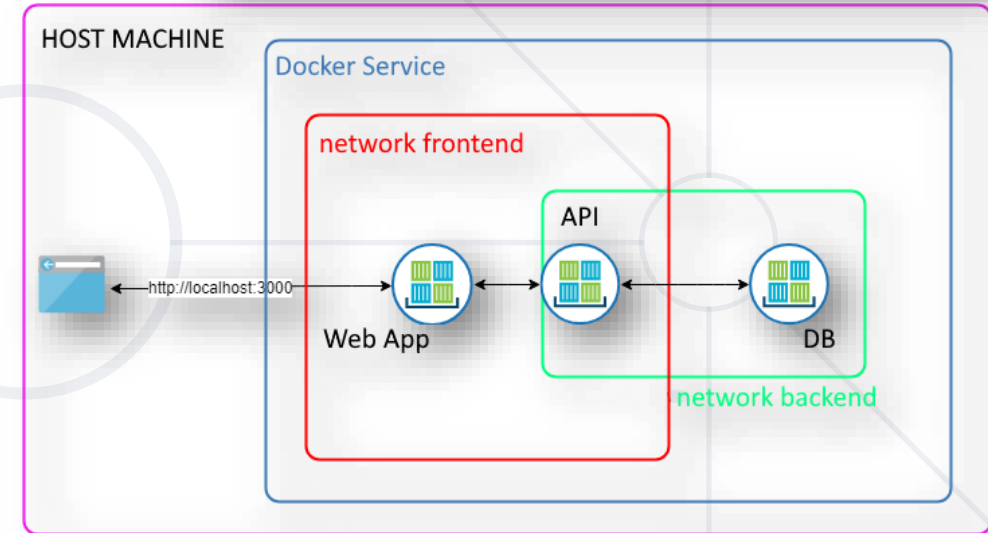 HOST MACHINE
Docker Service
network frontend
API
http://localhost:3000
Web App
DB
network backend